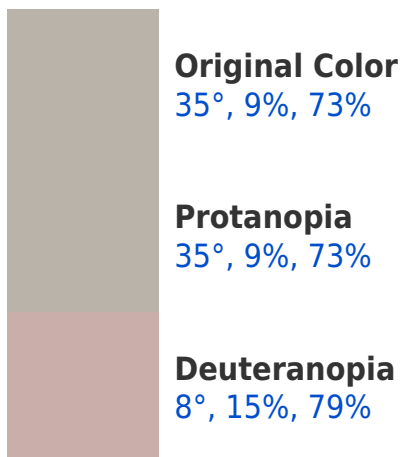 Original Color
35°, 9%, 73%
Protanopia
35°, 9%, 73%
Deuteranopia
8°, 15%, 79%